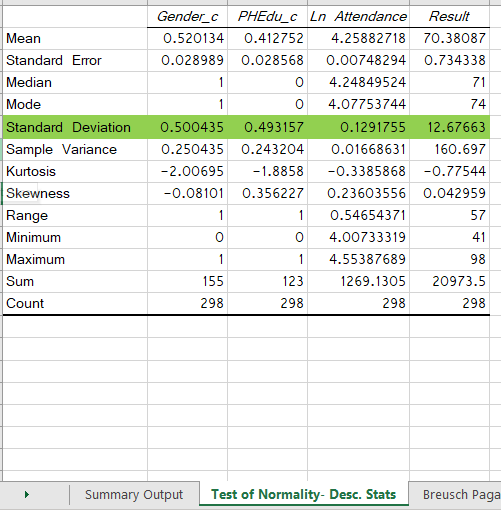 Gender_c PHEdu_c Ln Attendance Result
Mean 0.520134 0.412752 4.25882718 70.38087
Standard Error 0.028989 0.028568 0.00748294 0.734338
Median 1 0 4.24849524 71
Mode 1 0 4.07753744 74
Standard Deviation 0.500435 0.493157 0.1291755 12.67663
Sample Variance 0.250435 0.243204 0.01668631 160.697
Kurtosis -2.00695 -1.8858 -0.3385868 -0.77544
Skewness -0.08101 0.356227 0.23603556 0.042959
Range 1 1 0.54654371 57
Minimum 0 0 4.00733319 41
Maximum 1 1 4.55387689 98
Sum 155 123 1269.1305 20973.5
Count 298 298 298 298
Summary Output Test of Normality- Desc. Stats Breusch Paga